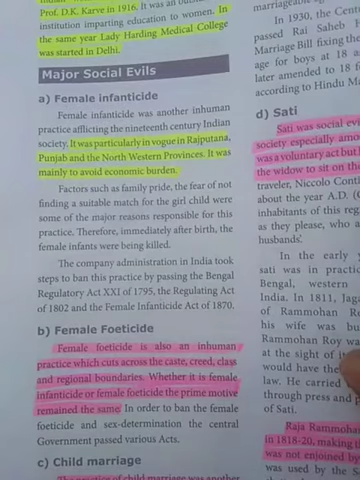 Prof. D.K. Karve in 1916. It was an
institution imparting education to women. In
the same year Lady Harding Medical College
was started in Delhi.
Major Social Evils
a) Female infanticide
Female infanticide was another inhuman
practice afflicting the nineteenth century Indian
society. It was particularly in vogue in Rajputana,
Punjab and the North Western Provinces. It was
mainly to avoid economic burden.
Factors such as family pride, the fear of not
finding a suitable match for the girl child were
some of the major reasons responsible for this
practice. Therefore, immediately after birth, the
female infants were being killed.
The company administration in India took
steps to ban this practice by passing the Bengal
Regulatory Act XXI of 1795, the Regulating Act
of 1802 and the Female Infanticide Act of 1870.
b) Female Foeticide
Female foeticide is also an inhuman
practice which cuts across the caste, creed, class
and regional boundaries. Whether it is female
infanticide or female foeticide the prime motive
remained the same. In order to ban the female
foeticide and sex-determination the central
Government passed various Acts.
c) Child marriage
The practice of child marriage was another
marriageable
In 1930, the
passed Rai Saheb
Marriage Bill fixing the
age for boys at 18
later amended to 18
according to Hindu
d) Sati
Sati was social
society especially
was a voluntary act but
the widow to sit on the
traveler, Niccolo
about the year A.D.
inhabitants of this
as they please, who
husbands'.
In the early
sati was in
Bengal, western
India. In 1811,
of Rammohan
his wife was
Rammohan Roy
at the sight of
would have the
law. He carried
through press and
of Sati.
Raja
in 1818-20, making
was not enjoined by
was used by the